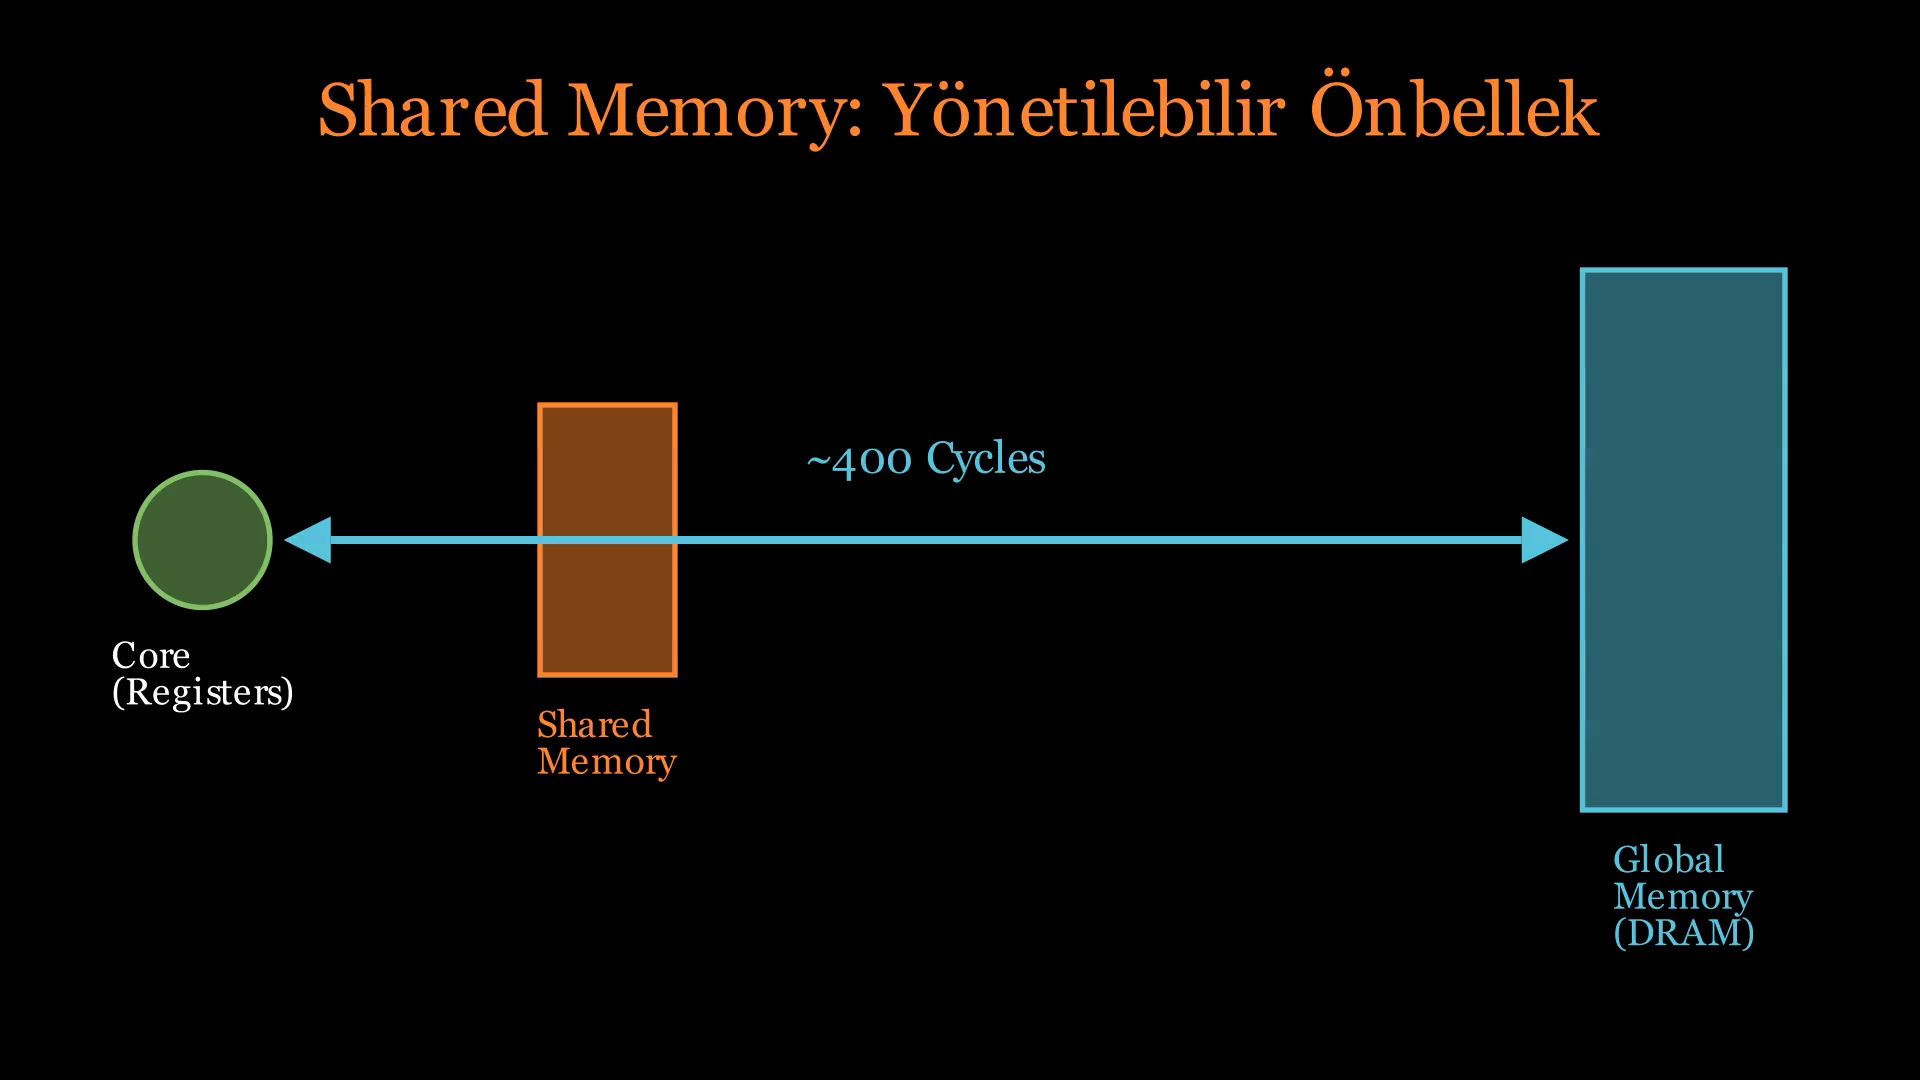 Shared Memory: Yönetilebilir Önbellek
~400 Cycles
Core
(Registers)
Shared
Memory
Global
Memory
(DRAM)